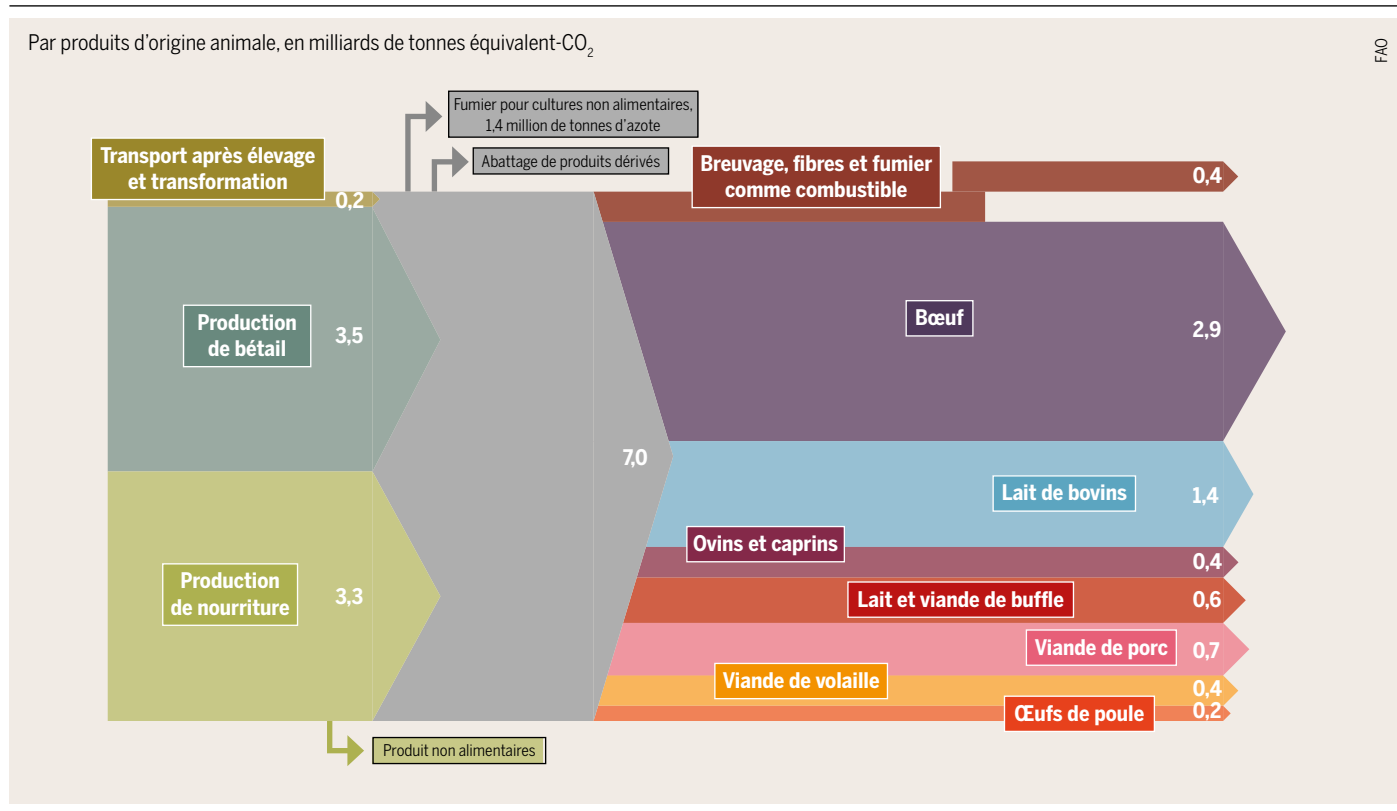 Par produits d'origine animale, en milliards de tonnes équivalent-CO₂
FAO
Fumier pour cultures non alimentaires,
1,4 million de tonnes d'azote
Abattage de produits dérivés
Transport après élevage
et transformation
0,2
Breuvage, fibres et fumier
comme combustible
0,4
Production
de bétail
3,5
Bœuf
2,9
7,0
Lait de bovins
1,4
Ovins et caprins
0,4
Production
de nourriture
3,3
Lait et viande de buffle
0,6
Viande de porc
0,7
Viande de volaille
0,4
Œufs de poule
0,2
Produit non alimentaires